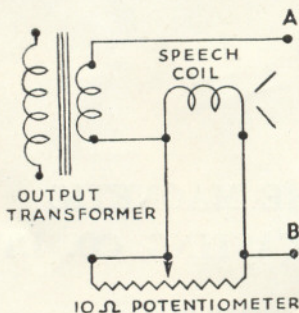 A
SPEECH
COIL
OUTPUT
TRANSFORMER
B
10 Ω POTENTIOMETER